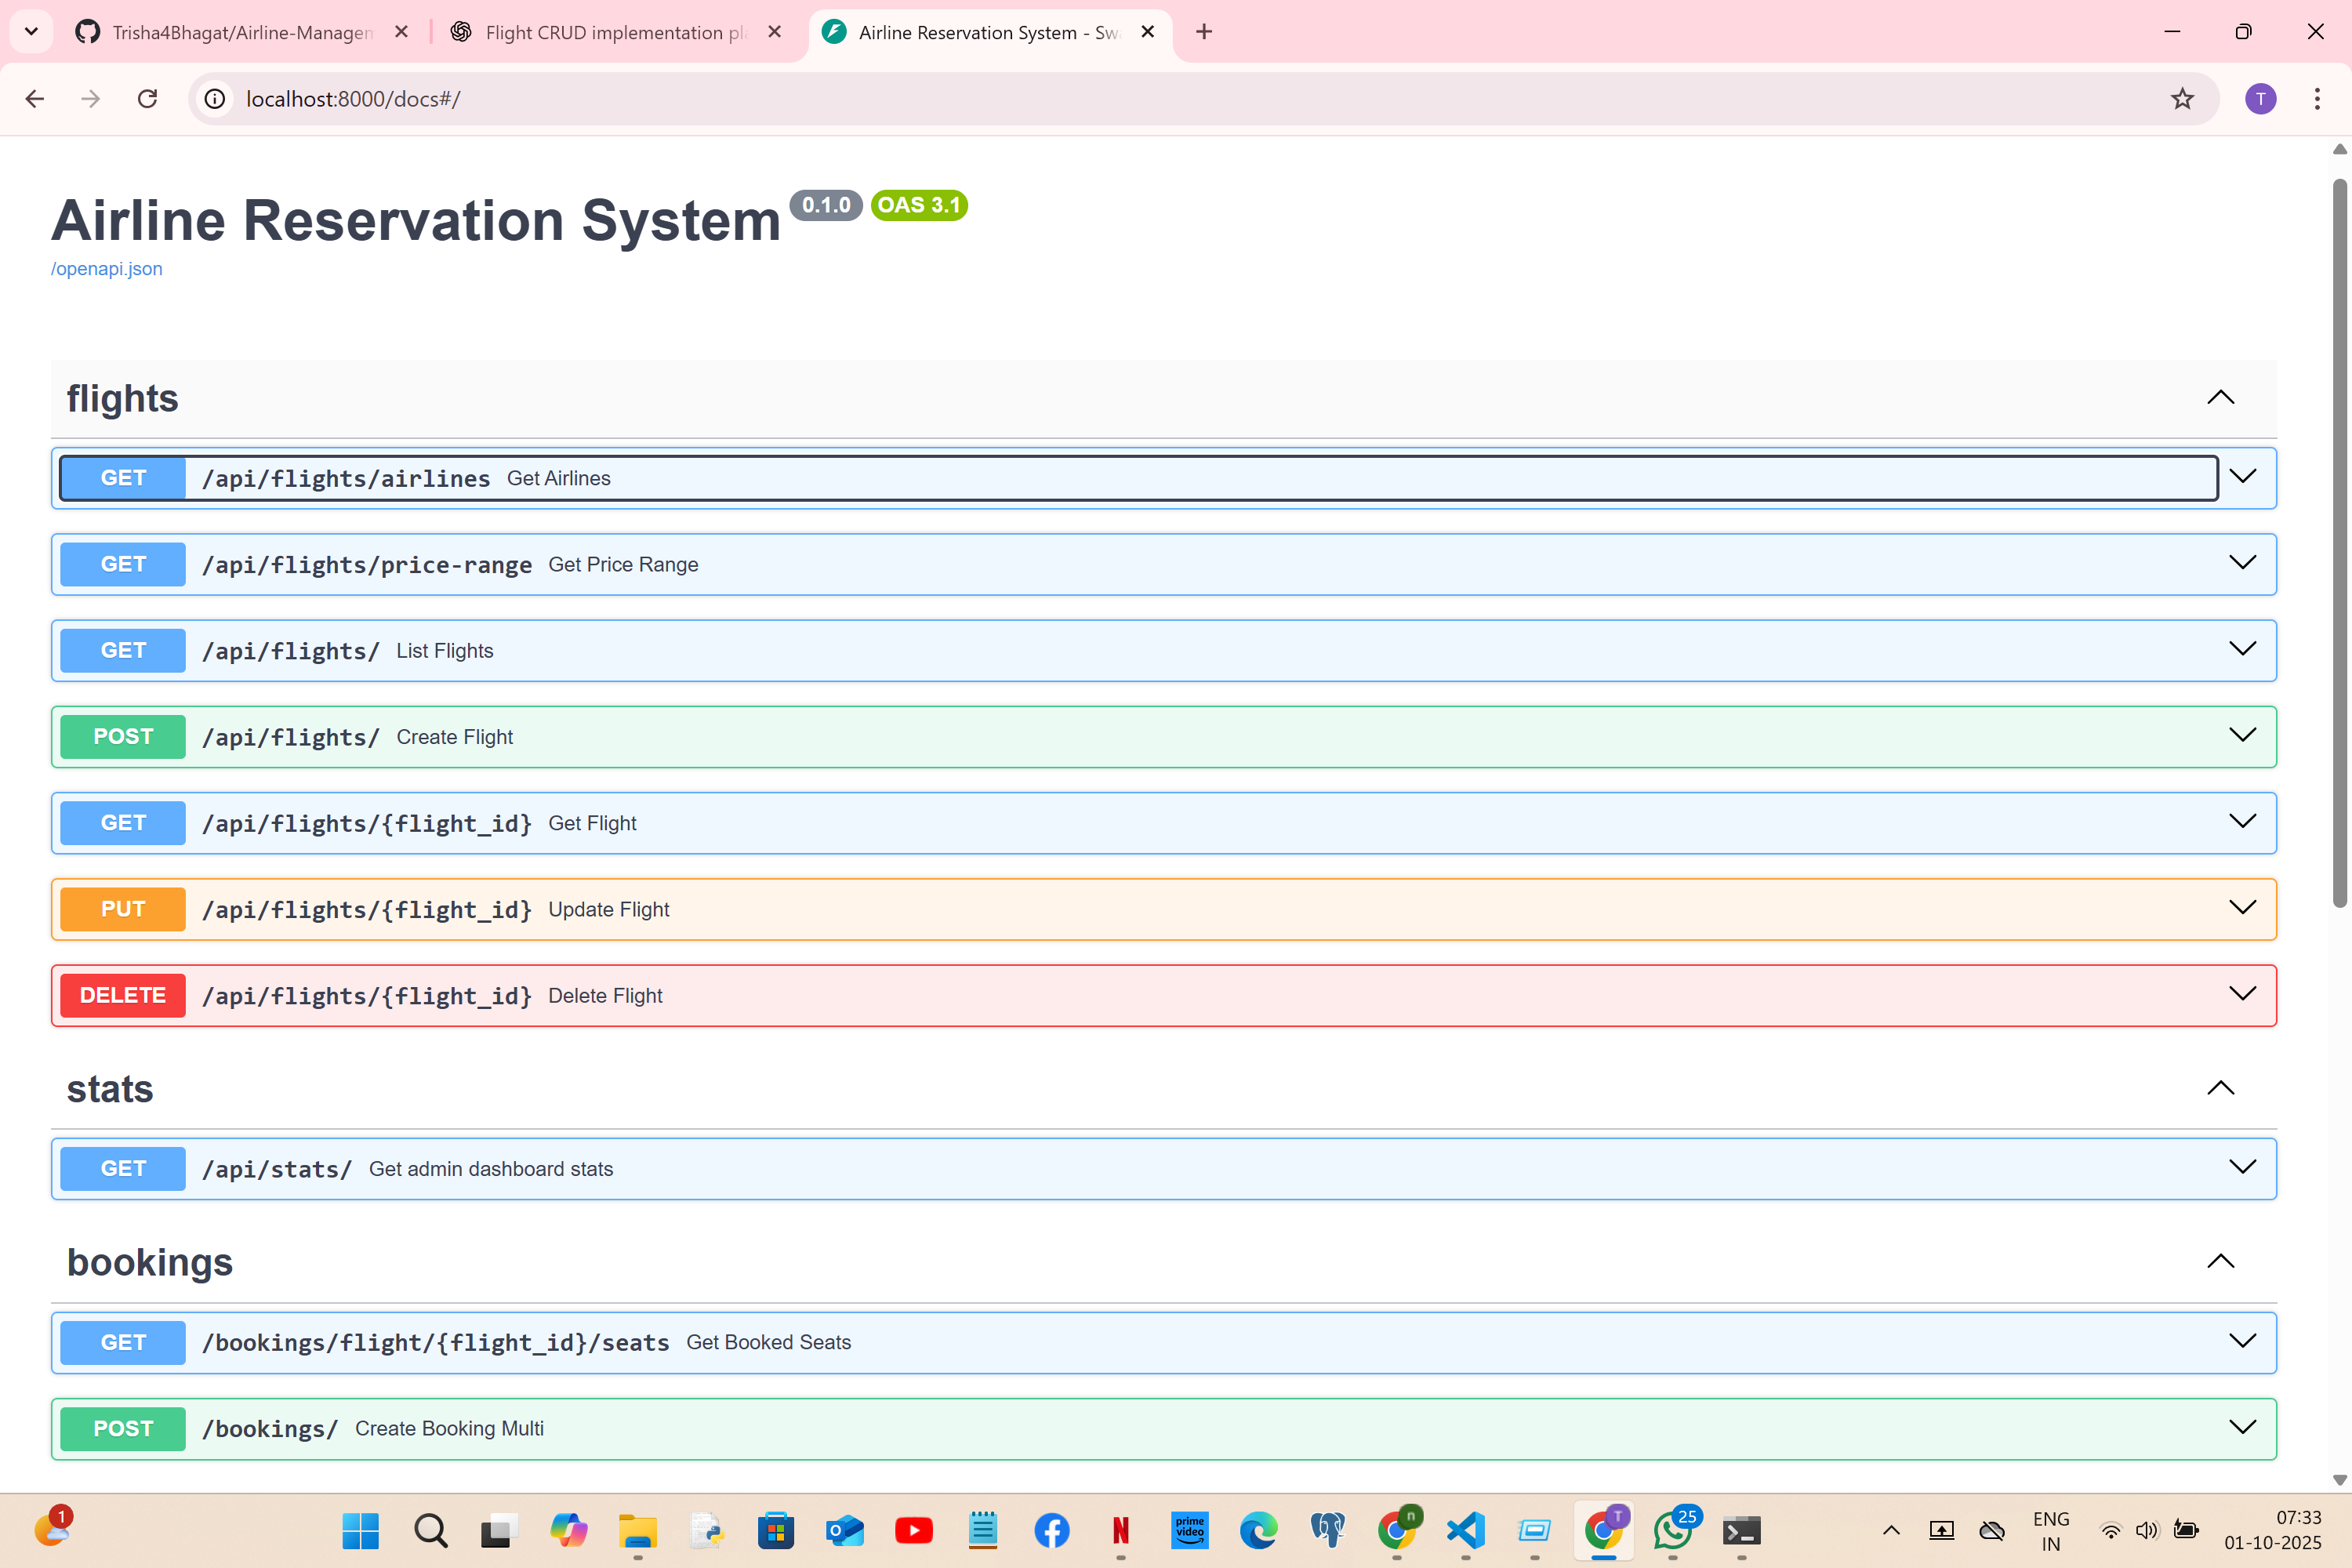 Trisha4Bhagat/Airline-Managem
Flight CRUD implementation pla
Airline Reservation System - Swa
localhost:8000/docs#/
T
Airline Reservation System 0.1.0 OAS 3.1
/openapi.json
flights
GET /api/flights/airlines Get Airlines
GET /api/flights/price-range Get Price Range
GET /api/flights/ List Flights
POST /api/flights/ Create Flight
GET /api/flights/{flight_id} Get Flight
PUT /api/flights/{flight_id} Update Flight
DELETE /api/flights/{flight_id} Delete Flight
stats
GET /api/stats/ Get admin dashboard stats
bookings
GET /bookings/flight/{flight_id}/seats Get Booked Seats
POST /bookings/ Create Booking Multi
1
O
N
prime video
n
T
25
ENG
IN
07:33
01-10-2025